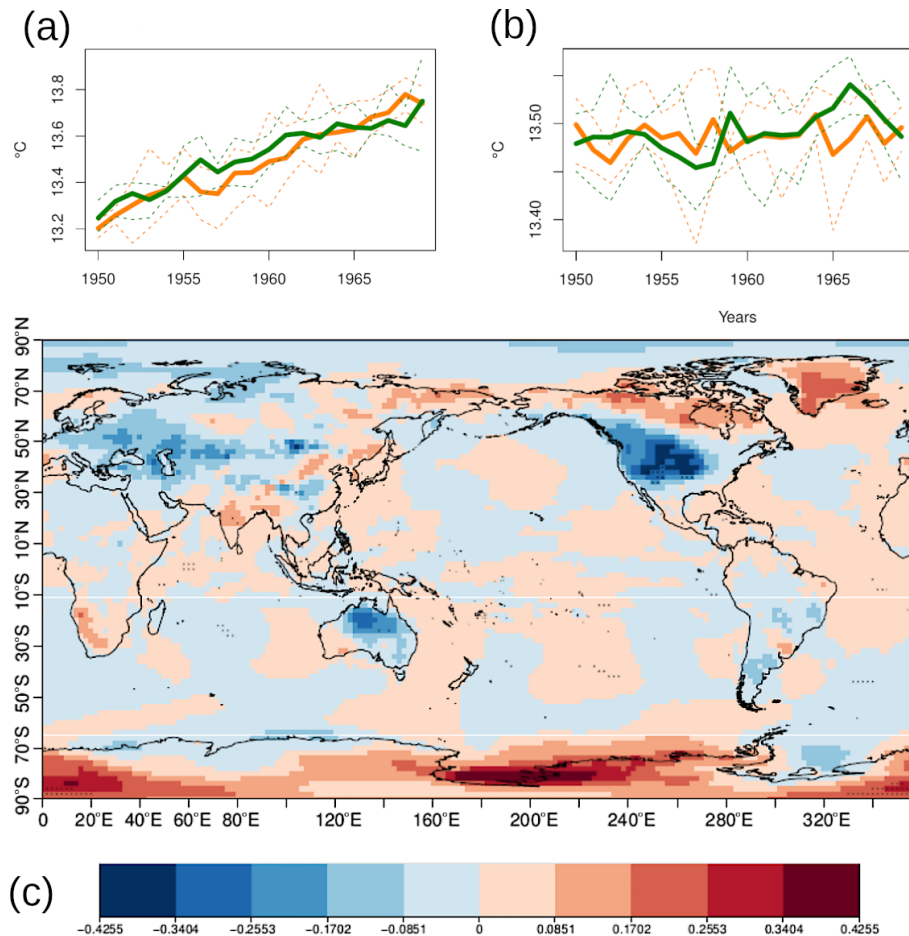 (a)
(b)
°C
13.8
13.6
13.4
13.2
1950
1955
1960
1965
°C
13.50
13.40
1950
1955
1960
1965
Years
90°N
70°N
50°N
30°N
10°N
10°S
30°S
50°S
70°S
90°S
0
20°E
40°E
60°E
80°E
120°E
160°E
200°E
240°E
280°E
320°E
(c)
-0.4255
-0.3404
-0.2553
-0.1702
-0.0851
0
0.0851
0.1702
0.2553
0.3404
0.4255